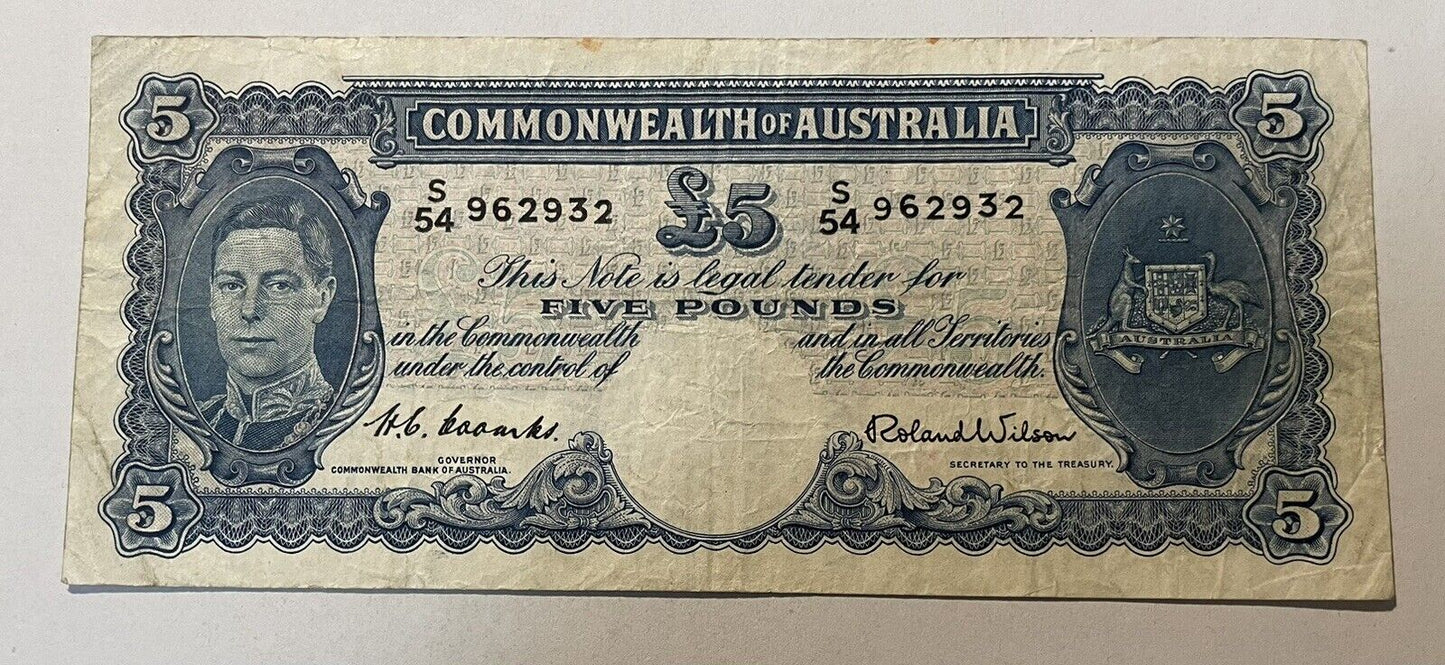 5 5
COMMONWEALTH OF AUSTRALIA
S
54 962932 £5 S
54 962932
This Note is legal tender for
FIVE POUNDS
in the Commonwealth and in all Territories
under the control of the Commonwealth.
AUSTRALIA
H.C. Coombs. Roland Wilson
GOVERNOR
COMMONWEALTH BANK OF AUSTRALIA. SECRETARY TO THE TREASURY.
5 5